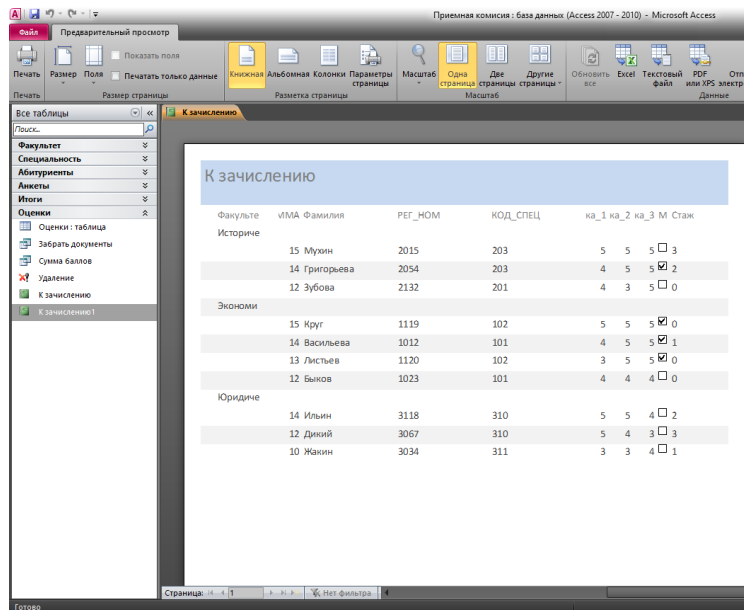 Приемная комисия : база данных (Access 2007 - 2010) - Microsoft Access
Файл Предварительный просмотр
Печать Размер Поля Показать поля Печатать только данные Книжная Альбомная Колонки Параметры страницы Масштаб Одна страница Две страницы Другие страницы Обновить все Excel Текстовый файл PDF или XPS Отп электр
Печать Размер страницы Разметка страницы Масштаб Данные
Все таблицы
К зачислению
Поиск...
Факультет
Специальность
Абитуриенты
Анкеты
Итоги
Оценки
Оценки : таблица
Забрать документы
Сумма баллов
Удаление
К зачислению
К зачислению1
К зачислению
Факульте ИМА Фамилия РЕГ_НОМ КОД_СПЕЦ ка_1 ка_2 ка_3 М Стаж
Историче
15 Мухин 2015 203 5 5 5 3
14 Григорьева 2054 203 4 5 5 2
12 Зубова 2132 201 4 3 5 0
Экономи
15 Круг 1119 102 5 5 5 0
14 Васильева 1012 101 4 5 5 1
13 Листьев 1120 102 3 5 5 0
12 Быков 1023 101 4 4 4 0
Юридиче
14 Ильин 3118 310 5 5 4 2
12 Дикий 3067 310 5 4 3 3
10 Жакин 3034 311 3 3 4 1
Страница: 1 Нет фильтра
Готово